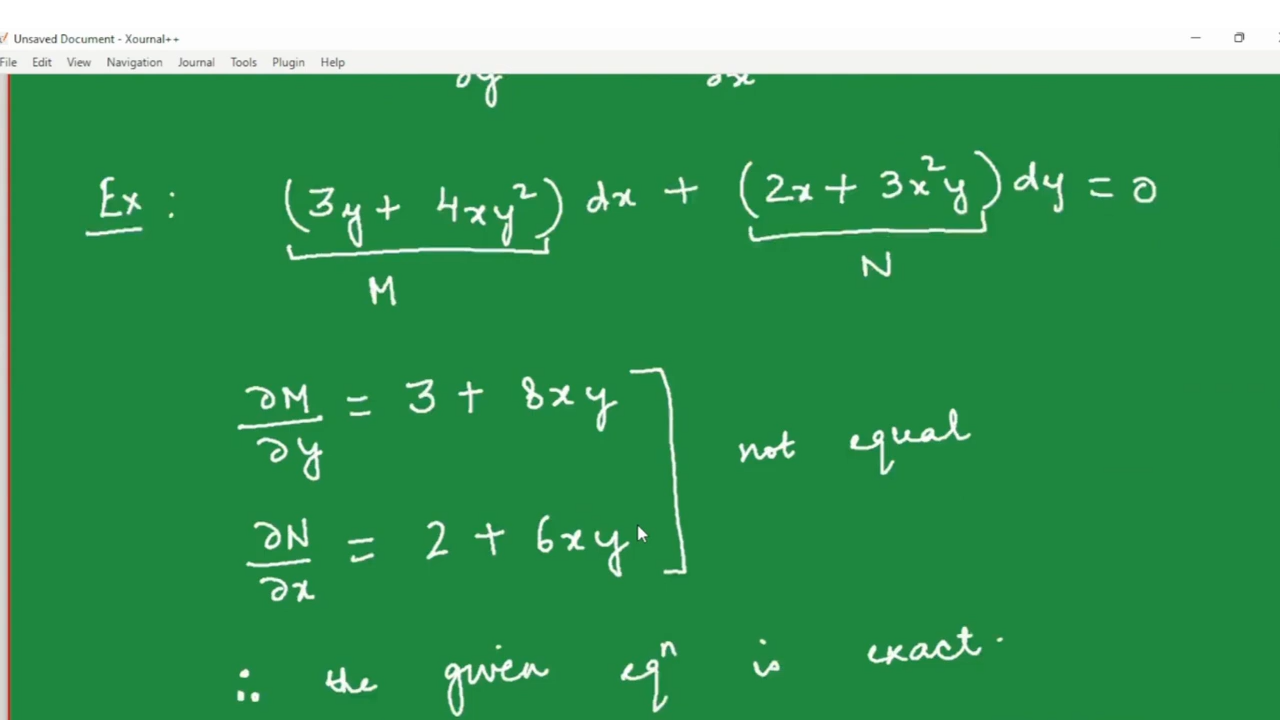 Unsaved Document - Xournal++
File Edit View Navigation Journal Tools Plugin Help
∂y ∂x
Ex : (3y + 4xy²) dx + (2x + 3x²y) dy = 0
M N
∂M/∂y = 3 + 8xy
not equal
∂N/∂x = 2 + 6xy
∴ the given eqⁿ is exact.